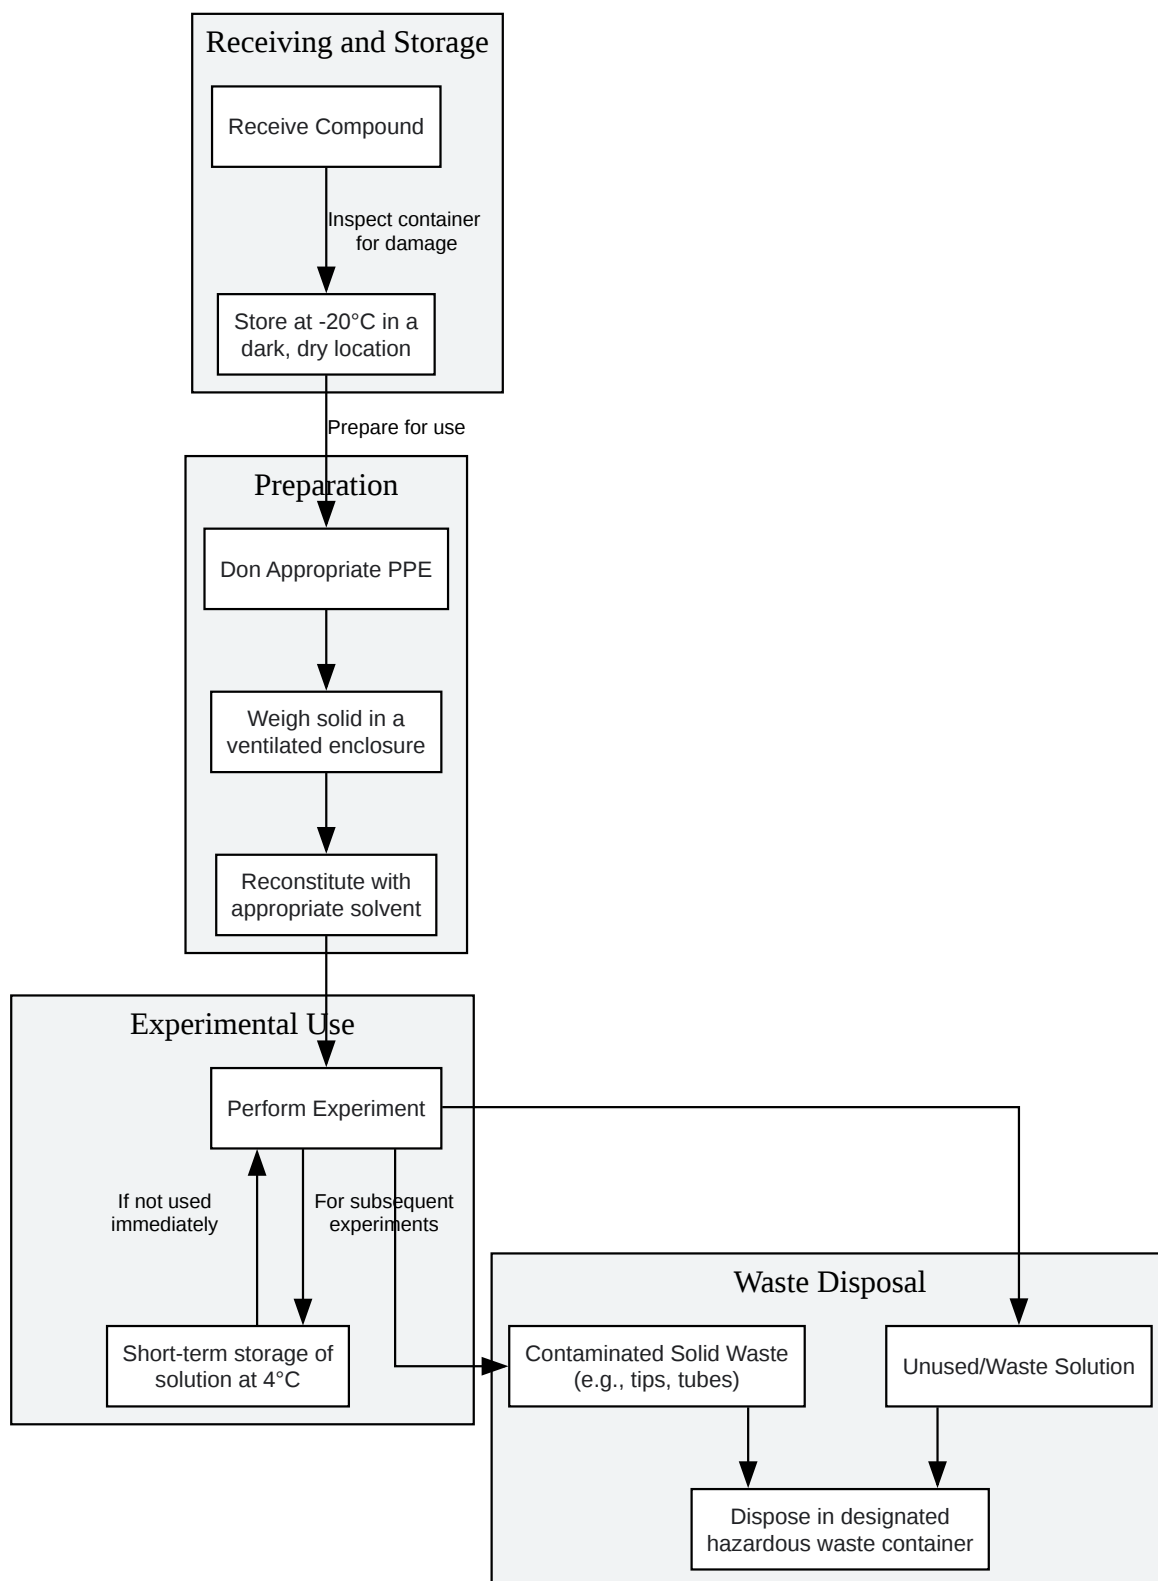 Receiving and Storage
Receive Compound
Inspect container
for damage
Store at -20°C in a
dark, dry location
Prepare for use
Preparation
Don Appropriate PPE
Weigh solid in a
ventilated enclosure
Reconstitute with
appropriate solvent
Experimental Use
Perform Experiment
If not used
immediately
For subsequent
experiments
Short-term storage of
solution at 4°C
Waste Disposal
Contaminated Solid Waste
(e.g., tips, tubes)
Unused/Waste Solution
Dispose in designated
hazardous waste container